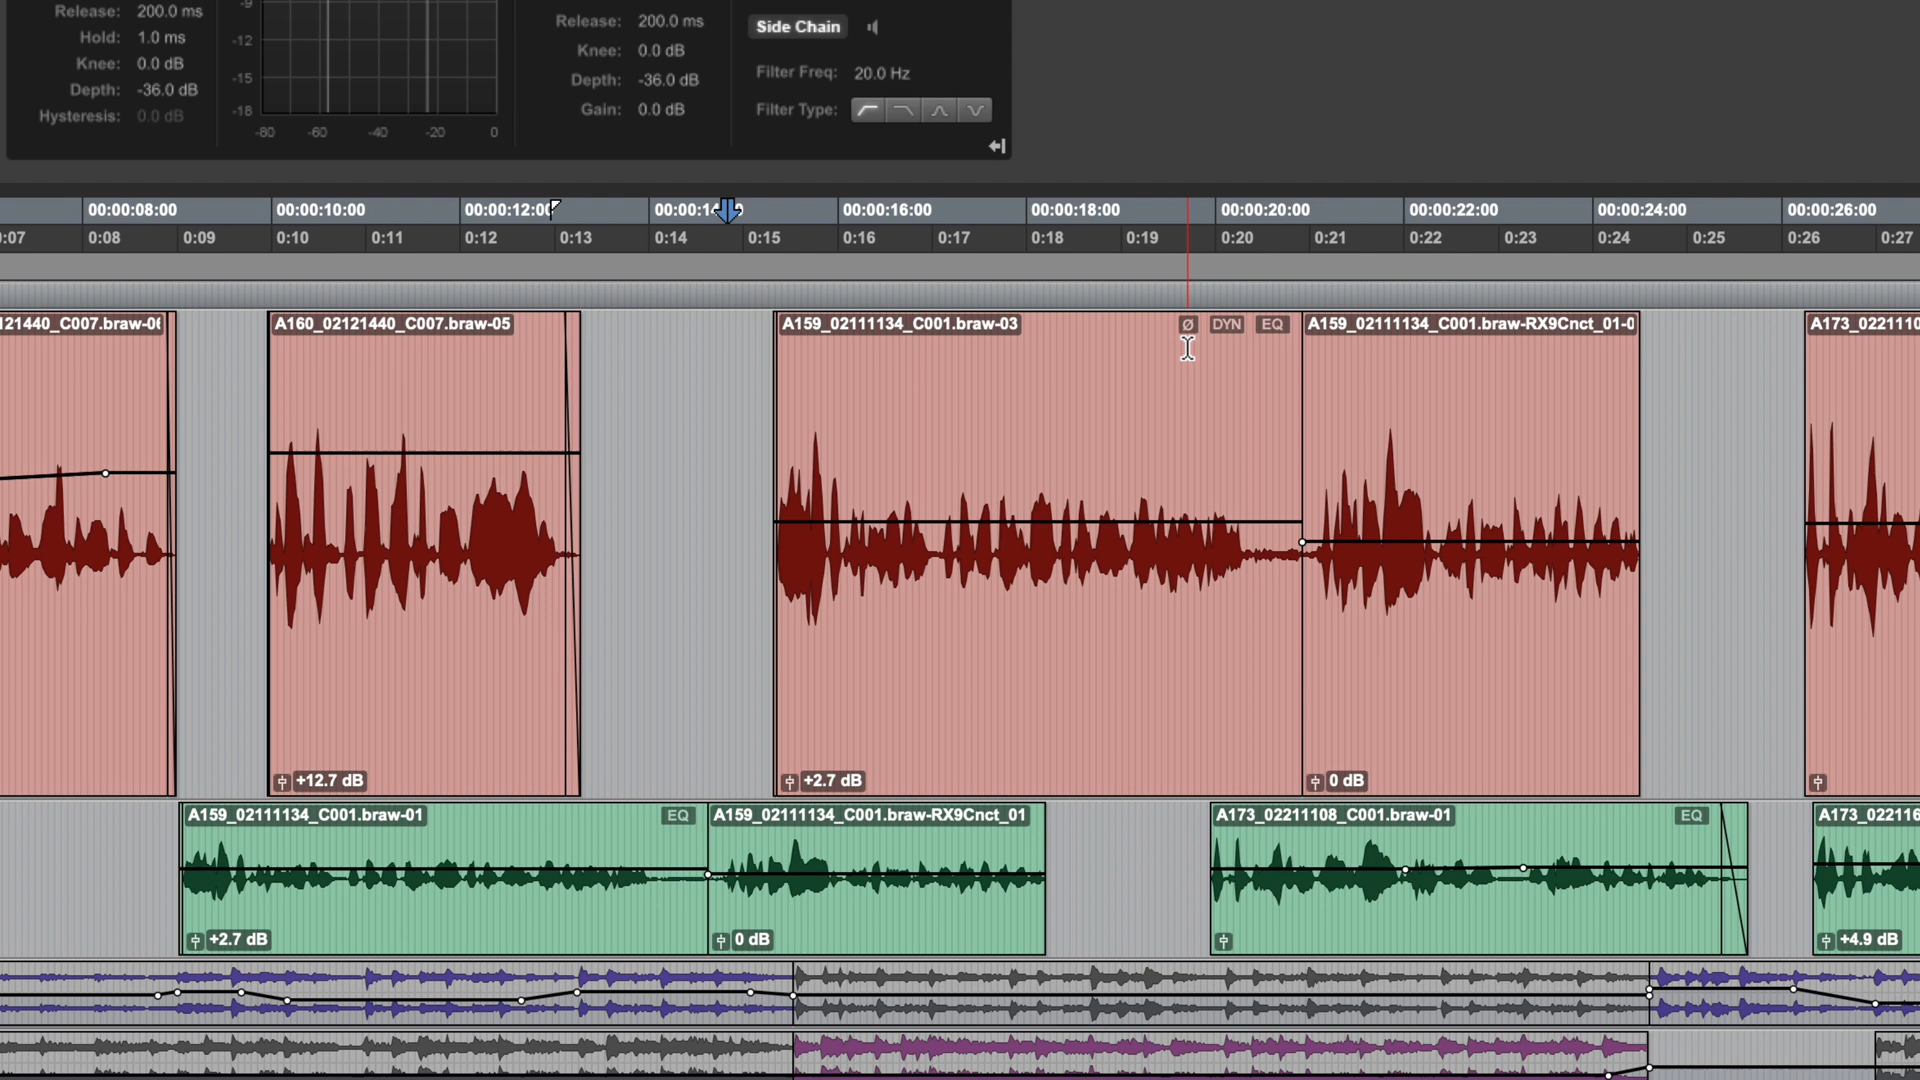 Release: 200.0 ms
Hold: 1.0 ms
Knee: 0.0 dB
Depth: -36.0 dB
Hysteresis: 0.0 dB
-9
-12
-15
-18
-80 -60 -40 -20 0
Release: 200.0 ms
Knee: 0.0 dB
Depth: -36.0 dB
Gain: 0.0 dB
Side Chain
Filter Freq: 20.0 Hz
Filter Type:
00:00:08:00 00:00:10:00 00:00:12:00 00:00:14 00:00:16:00 00:00:18:00 00:00:20:00 00:00:22:00 00:00:24:00 00:00:26:00
:07 0:08 0:09 0:10 0:11 0:12 0:13 0:14 0:15 0:16 0:17 0:18 0:19 0:20 0:21 0:22 0:23 0:24 0:25 0:26 0:27
121440_C007.braw-06 A160_02121440_C007.braw-05 A159_02111134_C001.braw-03 Ø DYN EQ A159_02111134_C001.braw-RX9Cnct_01-0 A173_0221110
+12.7 dB +2.7 dB 0 dB
A159_02111134_C001.braw-01 EQ A159_02111134_C001.braw-RX9Cnct_01 A173_02211108_C001.braw-01 EQ A173_022116
+2.7 dB 0 dB +4.9 dB